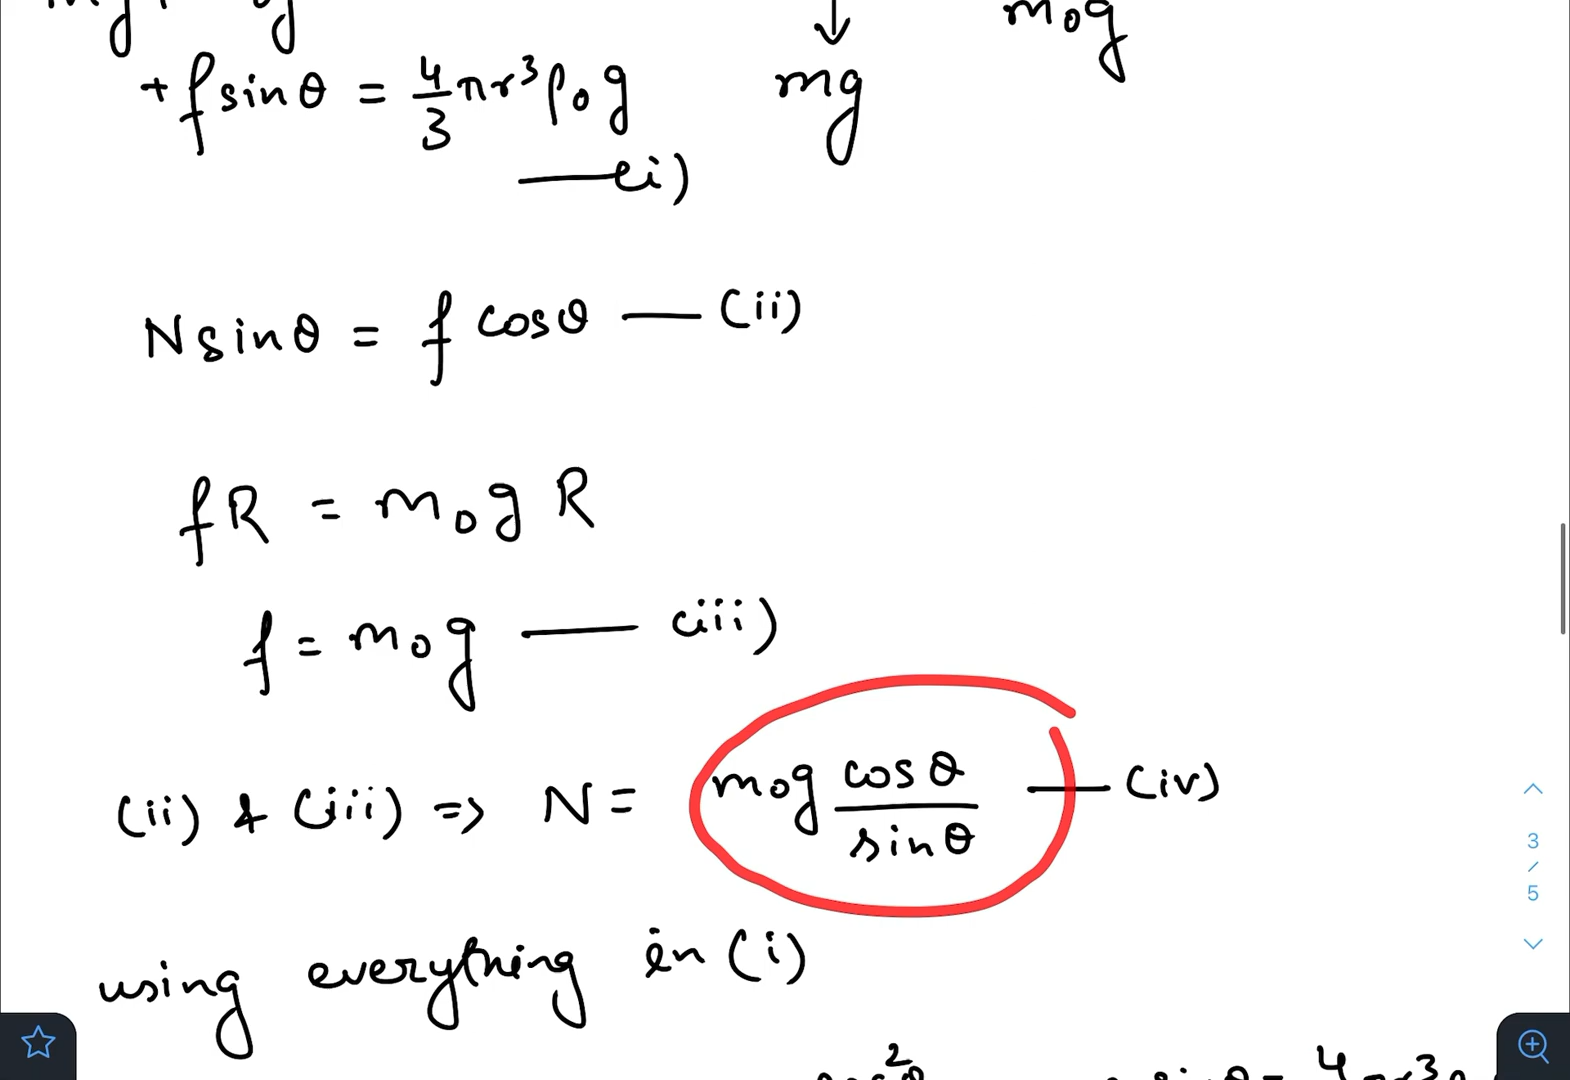 + f sinθ = 4/3 πr³ρ₀g
mg
m₀g
—(i)
N sinθ = f cosθ — (ii)
fR = m₀gR
f = m₀g — (iii)
(ii) & (iii) => N = m₀g cosθ/sinθ — (iv)
using everything in (i)
3
/
5